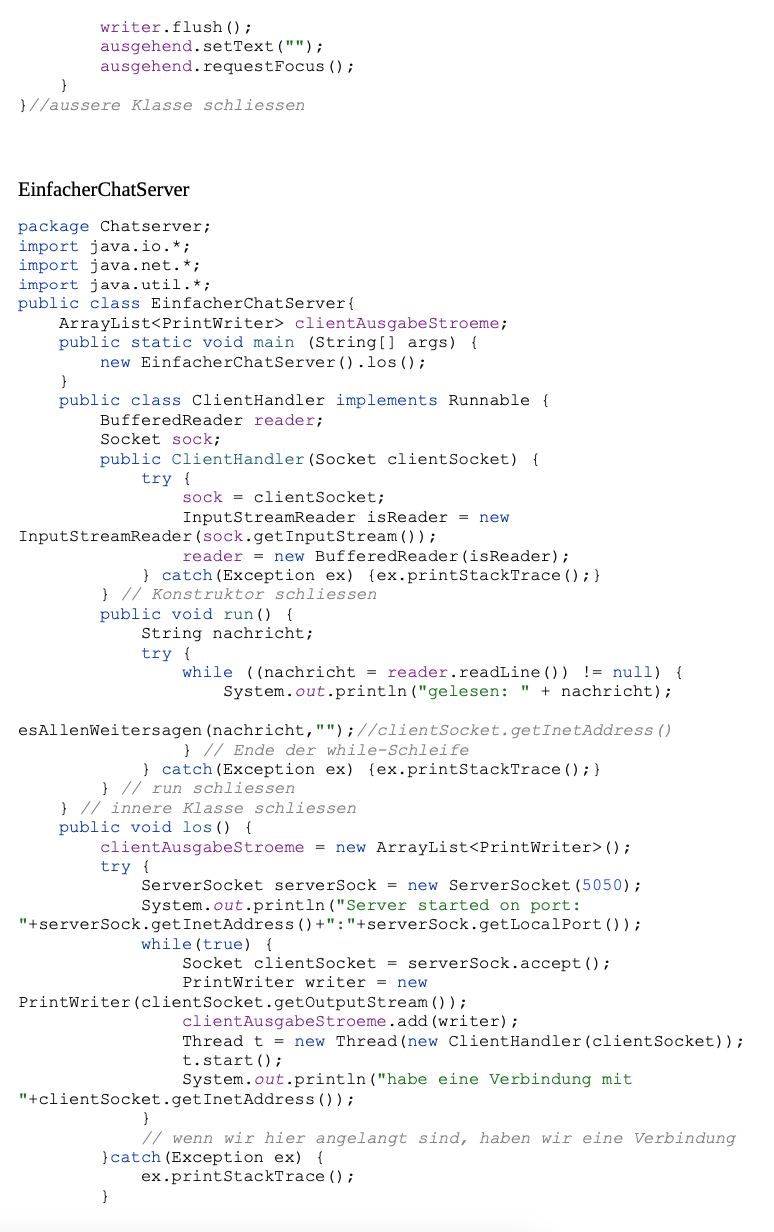 writer.flush();
        ausgehend.setText("");
        ausgehend.requestFocus();
    }
}//aussere Klasse schliessen
EinfacherChatServer
package Chatserver;
import java.io.*;
import java.net.*;
import java.util.*;
public class EinfacherChatServer{
    ArrayList<PrintWriter> clientAusgabeStroeme;
    public static void main (String[] args) {
        new EinfacherChatServer().los();
    }
    public class ClientHandler implements Runnable {
        BufferedReader reader;
        Socket sock;
        public ClientHandler(Socket clientSocket) {
            try {
                sock = clientSocket;
                InputStreamReader isReader = new
InputStreamReader(sock.getInputStream());
                reader = new BufferedReader(isReader);
            } catch(Exception ex) {ex.printStackTrace();}
        } // Konstruktor schliessen
        public void run() {
            String nachricht;
            try {
                while ((nachricht = reader.readLine()) != null) {
                    System.out.println("gelesen: " + nachricht);
esAllenWeitersagen(nachricht,"");//clientSocket.getInetAddress()
                } // Ende der while-Schleife
            } catch(Exception ex) {ex.printStackTrace();}
        } // run schliessen
    } // innere Klasse schliessen
    public void los() {
        clientAusgabeStroeme = new ArrayList<PrintWriter>();
        try {
            ServerSocket serverSock = new ServerSocket(5050);
            System.out.println("Server started on port:
"+serverSock.getInetAddress()+":"+serverSock.getLocalPort());
            while(true) {
                Socket clientSocket = serverSock.accept();
                PrintWriter writer = new
PrintWriter(clientSocket.getOutputStream());
                clientAusgabeStroeme.add(writer);
                Thread t = new Thread(new ClientHandler(clientSocket));
                t.start();
                System.out.println("habe eine Verbindung mit
"+clientSocket.getInetAddress());
            }
            // wenn wir hier angelangt sind, haben wir eine Verbindung
        }catch(Exception ex) {
            ex.printStackTrace();
        }